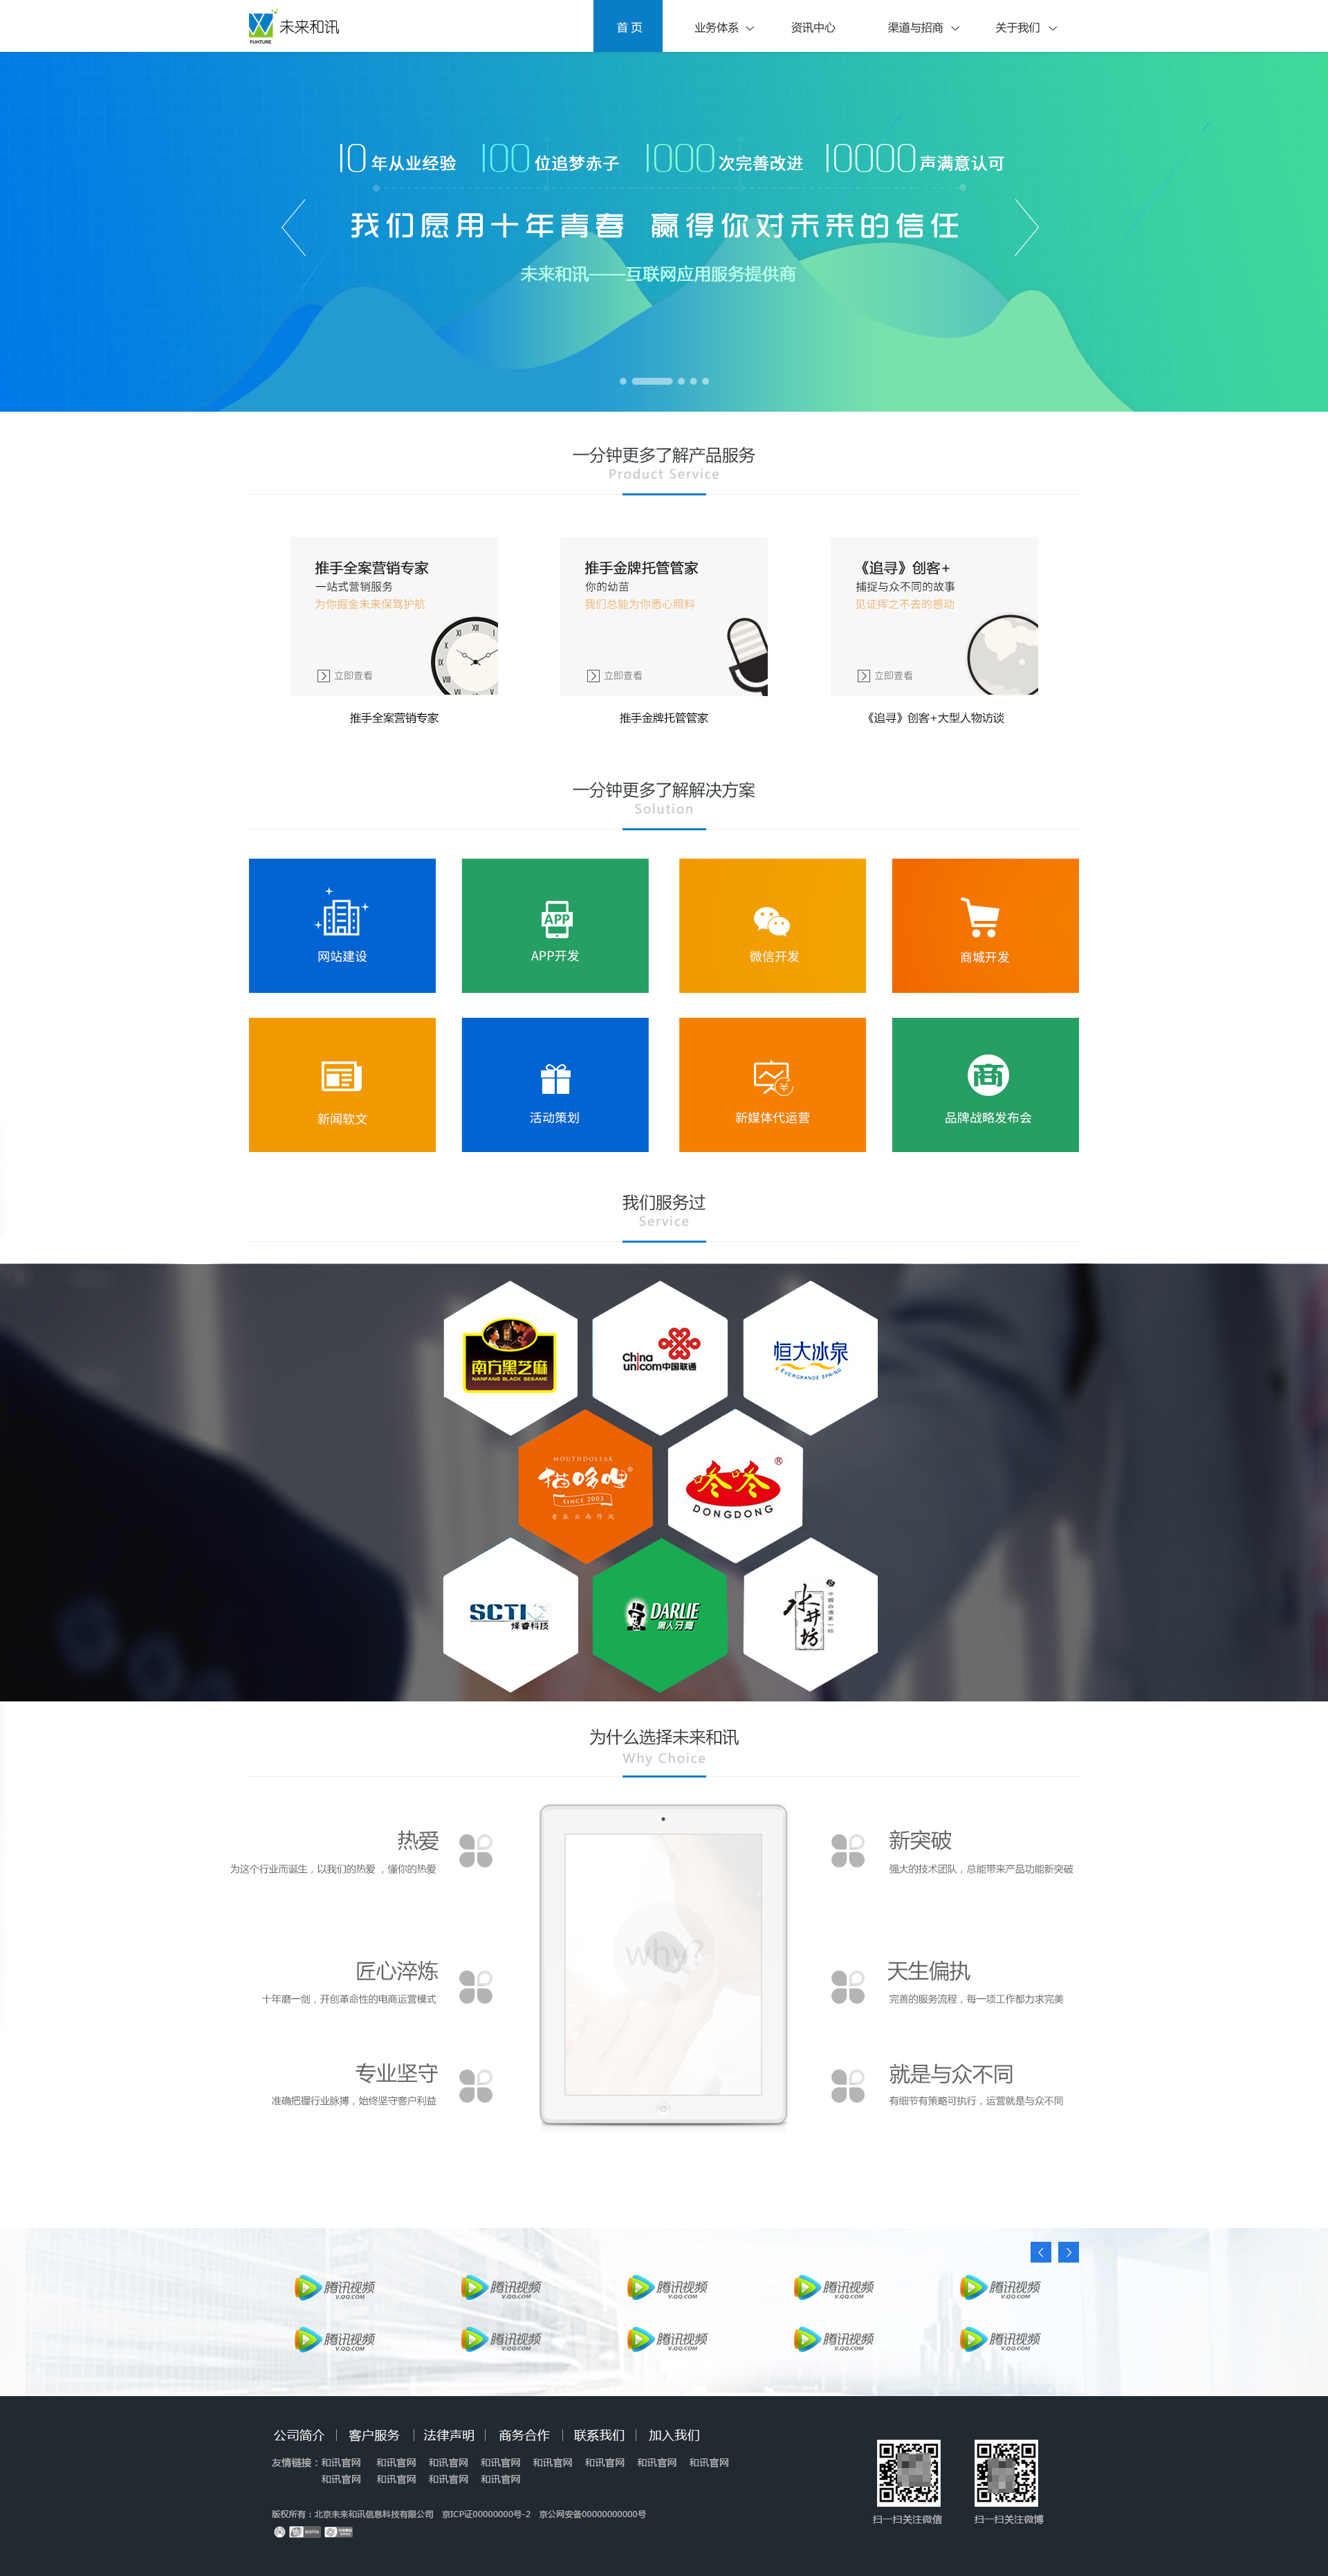 FUHTURE
未来和讯
首页 业务体系 资讯中心 渠道与招商 关于我们
10年从业经验 100位追梦赤子 1000次完善改进 10000声满意认可
我们愿用十年青春 赢得你对未来的信任
未来和讯——互联网应用服务提供商
一分钟更多了解产品服务
Product Service
推手全案营销专家
一站式营销服务
为你掘金未来保驾护航
立即查看
推手全案营销专家
推手金牌托管管家
你的幼苗
我们总能为你悉心照料
立即查看
推手金牌托管管家
《追寻》创客+
捕捉与众不同的故事
见证挥之不去的感动
立即查看
《追寻》创客+大型人物访谈
一分钟更多了解解决方案
Solution
网站建设
APP
APP开发
微信开发
商城开发
新闻软文
活动策划
新媒体代运营
商
品牌战略发布会
我们服务过
Service
南方黑芝麻
NANFANG BLACK SESAME
China
unicom中国联通
恒大冰泉
EVERGRANDE SPRING
MOUTHDOLEAK
猫哆哩®
SINCE 2003
冬冬®
DONGDONG
SCTI
烽睿科技
DARLIE
黑人牙膏
水井坊
为什么选择未来和讯
Why Choice
热爱
为这个行业而诞生，以我们的热爱 ，懂你的热爱
匠心淬炼
十年磨一剑，开创革命性的电商运营模式
专业坚守
准确把握行业脉搏，始终坚守客户利益
why?
新突破
强大的技术团队，总能带来产品功能新突破
天生偏执
完善的服务流程，每一项工作都力求完美
就是与众不同
有细节有策略可执行，运营就是与众不同
腾讯视频 腾讯视频 腾讯视频 腾讯视频 腾讯视频
V.QQ.COM V.QQ.COM V.QQ.COM V.QQ.COM V.QQ.COM
腾讯视频 腾讯视频 腾讯视频 腾讯视频 腾讯视频
V.QQ.COM V.QQ.COM V.QQ.COM V.QQ.COM V.QQ.COM
公司简介 | 客户服务 | 法律声明 | 商务合作 | 联系我们 | 加入我们
友情链接：和讯官网 和讯官网 和讯官网 和讯官网 和讯官网 和讯官网 和讯官网 和讯官网
和讯官网 和讯官网 和讯官网 和讯官网
版权所有：北京未来和讯信息科技有限公司 京ICP证00000000号-2 京公网安备00000000000号
扫一扫关注微信
扫一扫关注微博